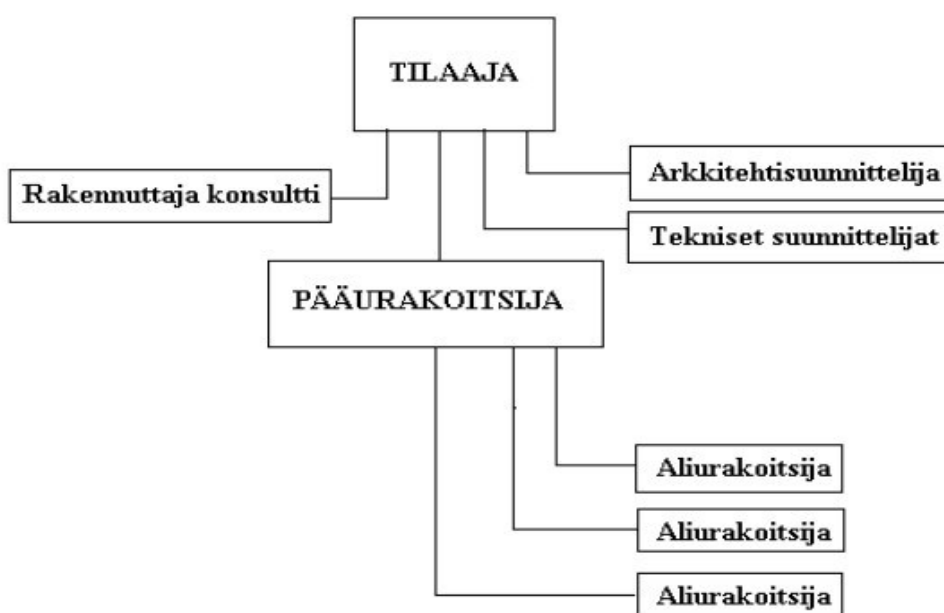 TILAAJA
Arkkitehtisuunnittelija
Rakennuttaja konsultti
Tekniset suunnittelijat
PÄÄURAKOITSIJA
Aliurakoitsija
Aliurakoitsija
Aliurakoitsija